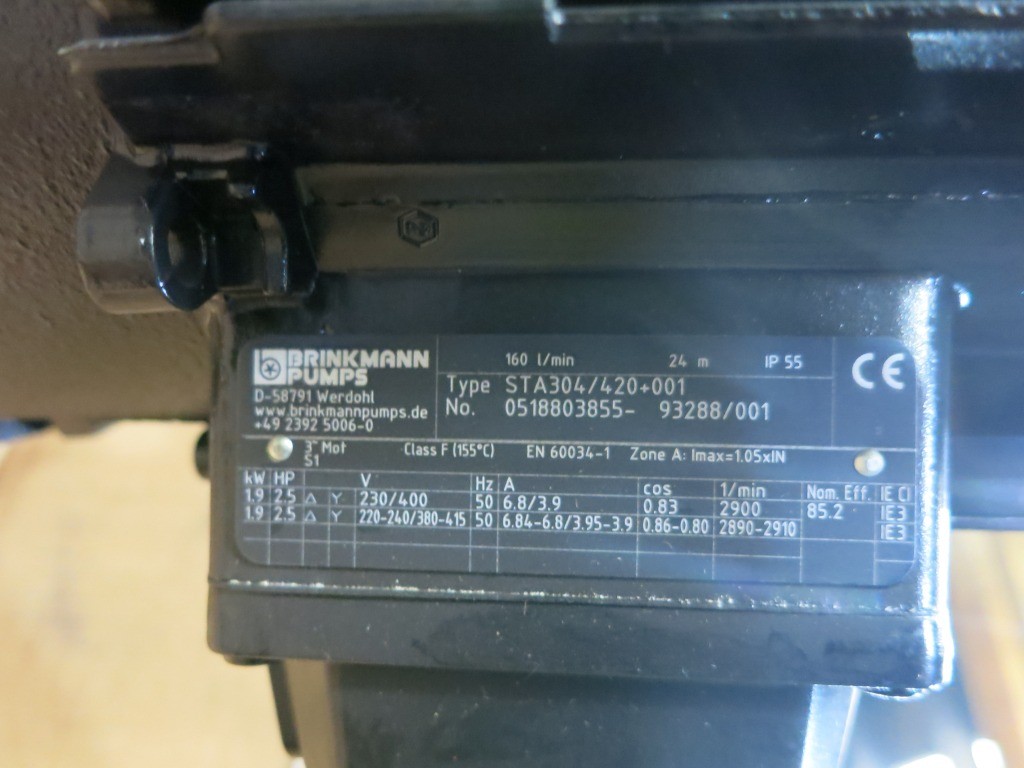 BRINKMANN
PUMPS
D-58791 Werdohl
www.brinkmannpumps.de
+49 2392 5006-0
160 l/min 24 m IP 55
Type STA304/420+001
No. 0518803855- 93288/001
CE
3~ Mot Class F (155°C) EN 60034-1 Zone A: Imax=1.05xIN
S1
kW HP V Hz A cos 1/min Nom. Eff. IE Cl
1.9 2.5 △ Y 230/400 50 6.8/3.9 0.83 2900 85.2 IE3
1.9 2.5 △ Y 220-240/380-415 50 6.84-6.8/3.95-3.9 0.86-0.80 2890-2910 IE3